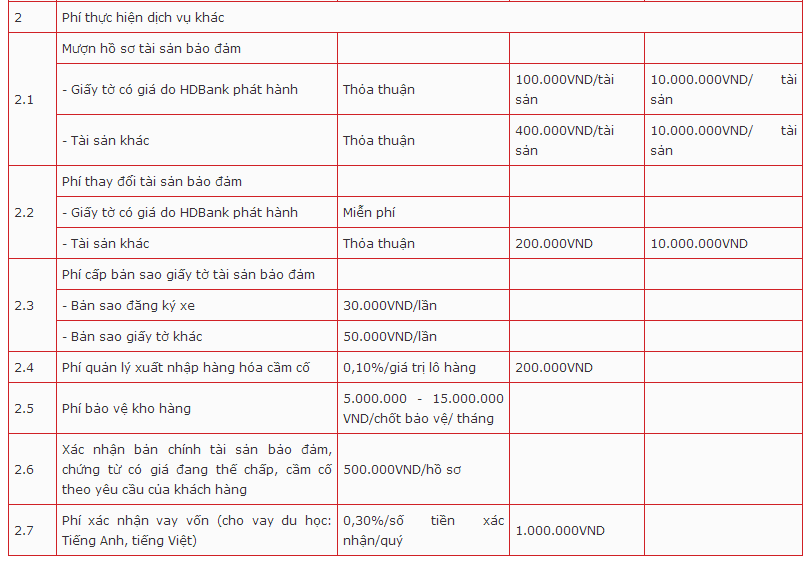 2 Phí thực hiện dịch vụ khác
2.1
Mượn hồ sơ tài sản bảo đảm
- Giấy tờ có giá do HDBank phát hành
Thỏa thuận
100.000VND/tài
sản
10.000.000VND/ tài
sản
- Tài sản khác
Thỏa thuận
400.000VND/tài
sản
10.000.000VND/ tài
sản
2.2
Phí thay đổi tài sản bảo đảm
- Giấy tờ có giá do HDBank phát hành
Miễn phí
- Tài sản khác
Thỏa thuận
200.000VND
10.000.000VND
2.3
Phí cấp bản sao giấy tờ tài sản bảo đảm
- Bản sao đăng ký xe
30.000VND/lần
- Bản sao giấy tờ khác
50.000VND/lần
2.4
Phí quản lý xuất nhập hàng hóa cầm cố
0,10%/giá trị lô hàng
200.000VND
2.5
Phí bảo vệ kho hàng
5.000.000 - 15.000.000
VND/chốt bảo vệ/ tháng
2.6
Xác nhận bản chính tài sản bảo đảm,
chứng từ có giá đang thế chấp, cầm cố
theo yêu cầu của khách hàng
500.000VND/hồ sơ
2.7
Phí xác nhận vay vốn (cho vay du học:
Tiếng Anh, tiếng Việt)
0,30%/số tiền xác
nhận/quý
1.000.000VND